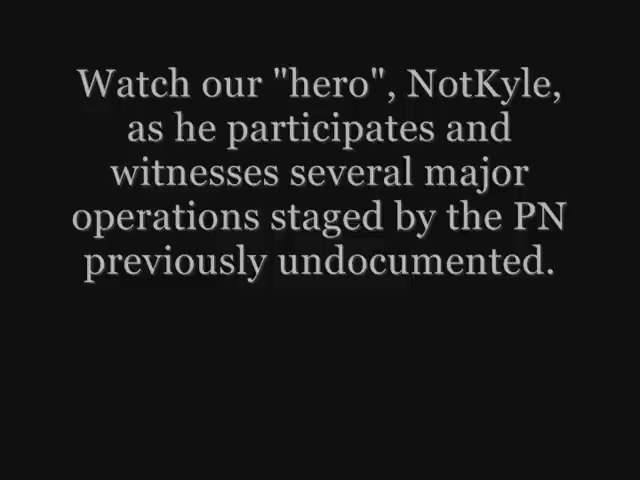 Watch our "hero", NotKyle,
as he participates and
witnesses several major
operations staged by the PN
previously undocumented.